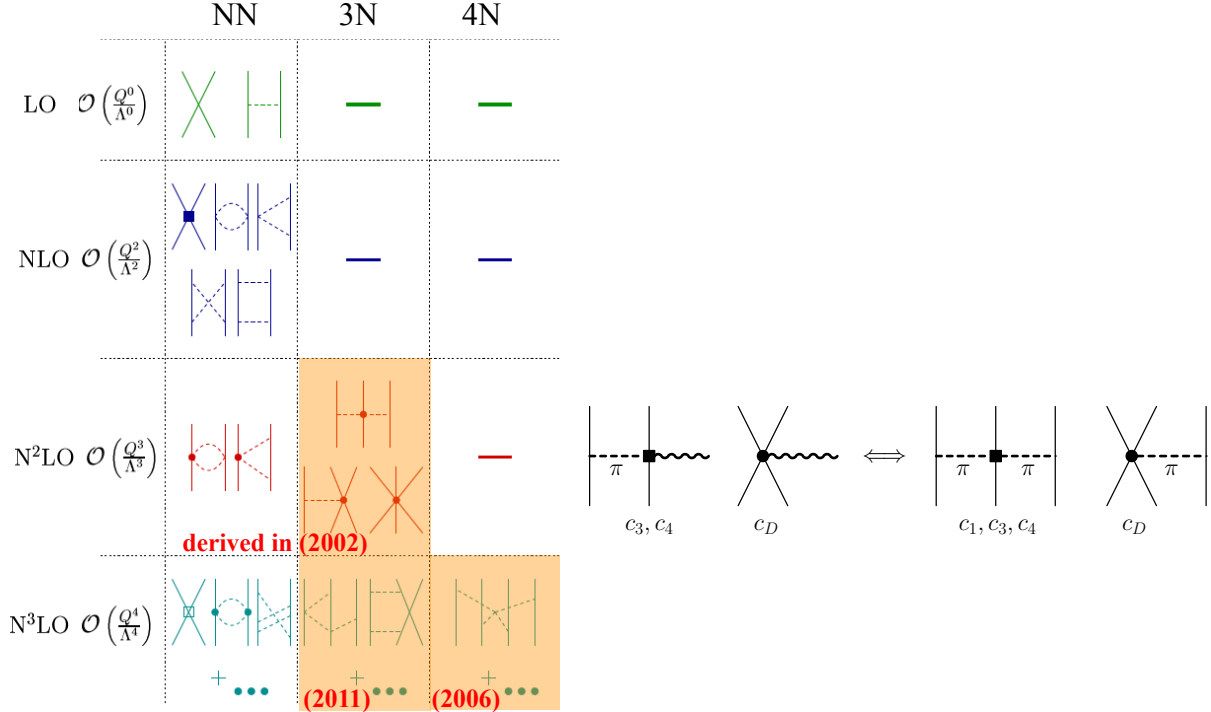 NN 3N 4N
LO 𝒪(Q⁰/Λ⁰)
NLO 𝒪(Q²/Λ²)
N²LO 𝒪(Q³/Λ³)
derived in (2002)
N³LO 𝒪(Q⁴/Λ⁴)
+ ••• + ••• + •••
(2011) (2006)
π ⟺ π π π
c₃, c₄ c_D c₁, c₃, c₄ c_D